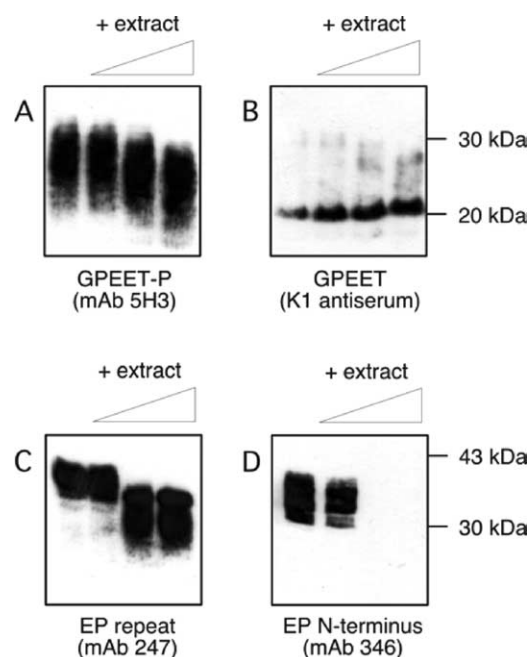 + extract
+ extract
A
B
30 kDa
20 kDa
GPEET-P
(mAb 5H3)
GPEET
(K1 antiserum)
+ extract
+ extract
C
D
43 kDa
30 kDa
EP repeat
(mAb 247)
EP N-terminus
(mAb 346)